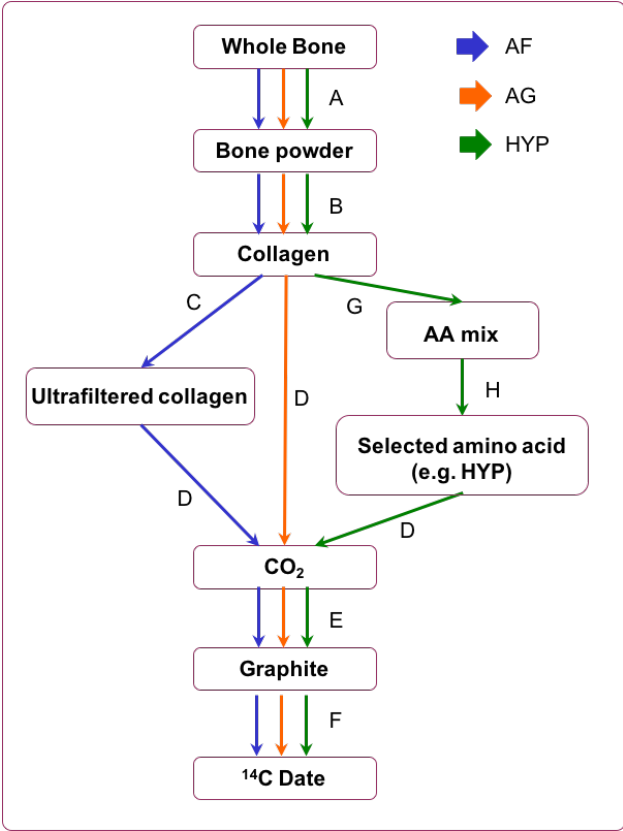 Whole Bone
AF
A
AG
Bone powder
HYP
B
Collagen
C
G
AA mix
Ultrafiltered collagen
D
H
Selected amino acid
(e.g. HYP)
D
D
CO₂
E
Graphite
F
¹⁴C Date